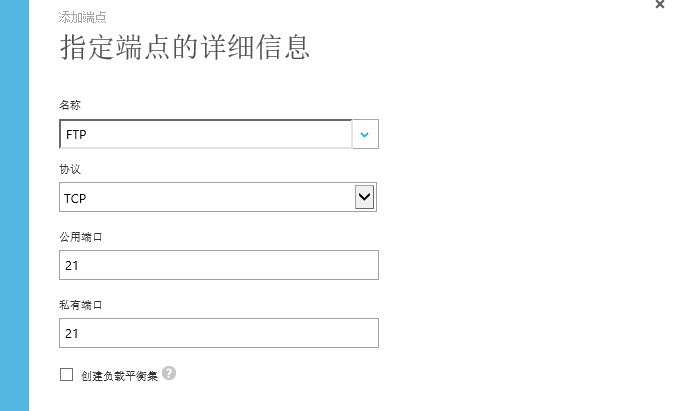 添加端点
指定端点的详细信息
名称
FTP
协议
TCP
公用端口
21
私有端口
21
创建负载平衡集 ?